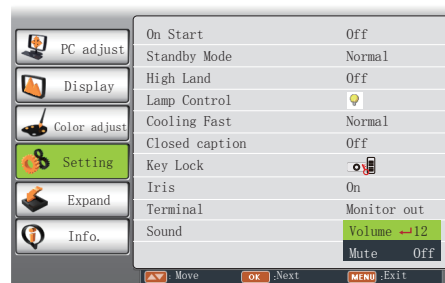 PC adjust
Display
Color adjust
Setting
Expand
Info.
On Start Off
Standby Mode Normal
High Land Off
Lamp Control
Cooling Fast Normal
Closed caption Off
Key Lock
Iris On
Terminal Monitor out
Sound Volume 12
Mute Off
: Move OK :Next MENU :Exit